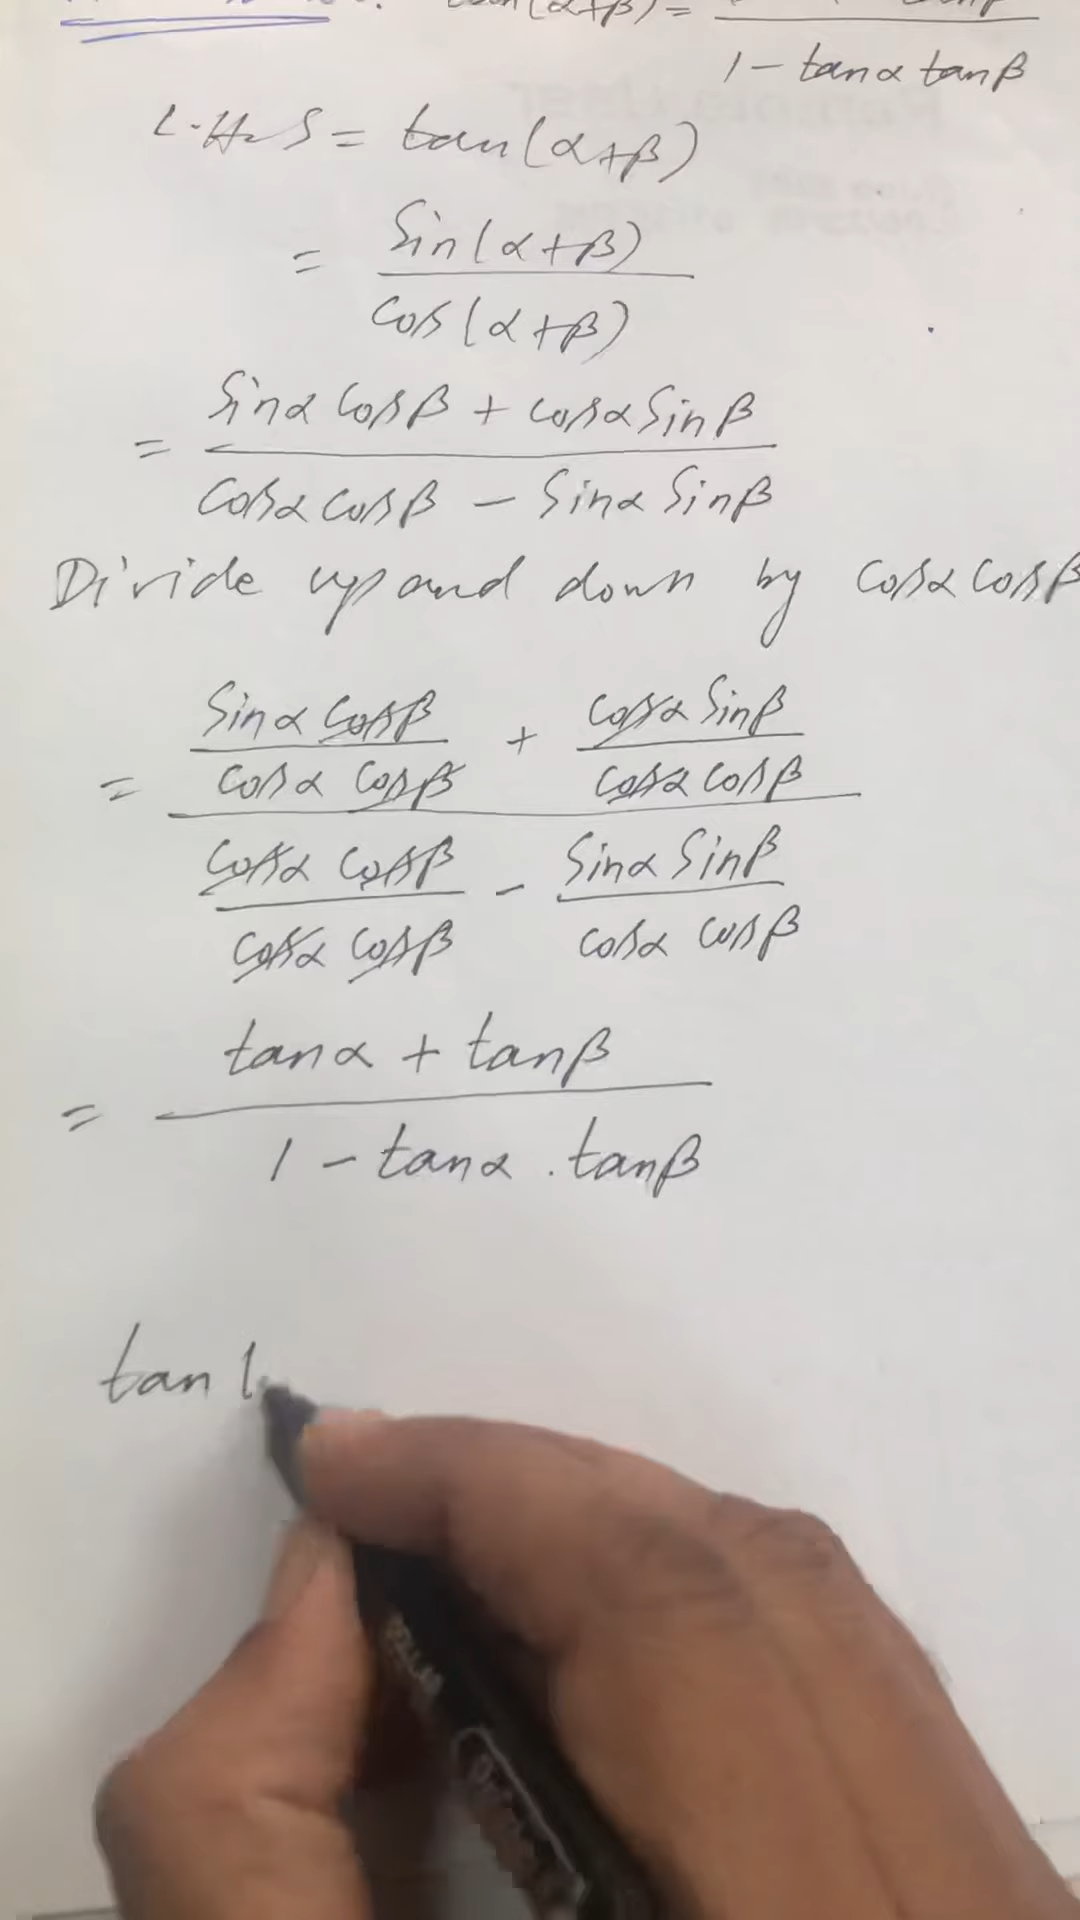 tan(α+β) =
1 - tanα tanβ
L.H.S = tan(α+β)
= sin(α+β)
cos(α+β)
= sinα cosβ + cosα sinβ
cosα cosβ - sinα sinβ
Divide up and down by cosα cosβ
sinα cosβ + cosα sinβ
= cosα cosβ cosα cosβ
cosα cosβ - sinα sinβ
cosα cosβ cosα cosβ
tanα + tanβ
=
1 - tanα . tanβ
tan (